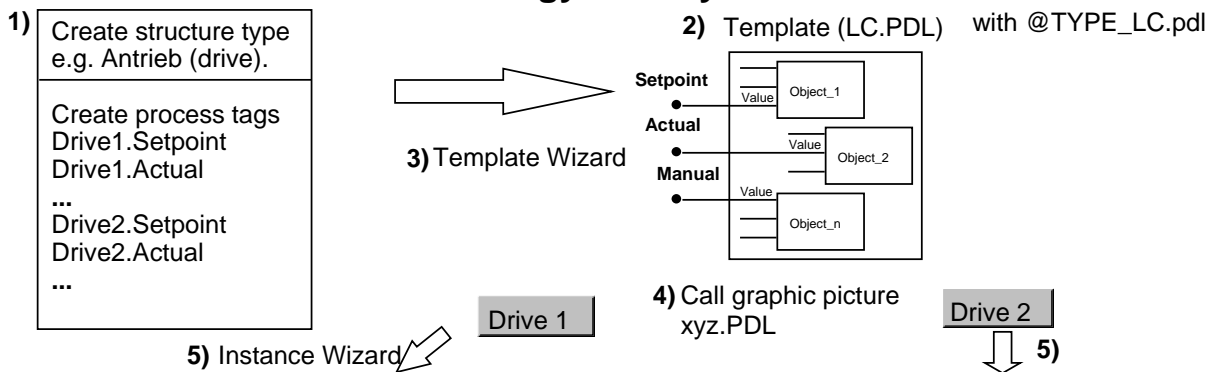 1)
Create structure type
e.g. Antrieb (drive).
Create process tags
Drive1.Setpoint
Drive1.Actual
...
Drive2.Setpoint
Drive2.Actual
...
3) Template Wizard
2) Template (LC.PDL)
with @TYPE_LC.pdl
Setpoint
Value
Object_1
Actual
Value
Object_2
Manual
Value
Object_n
4) Call graphic picture
xyz.PDL
Drive 1
Drive 2
5) Instance Wizard
5)